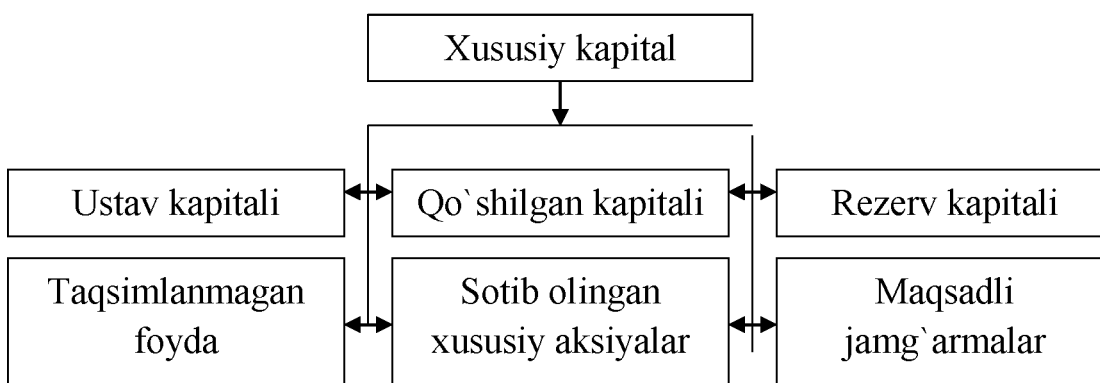 Xususiy kapital
Ustav kapitali
Qo`shilgan kapitali
Rezerv kapitali
Taqsimlanmagan
foyda
Sotib olingan
xususiy aksiyalar
Maqsadli
jamg`armalar